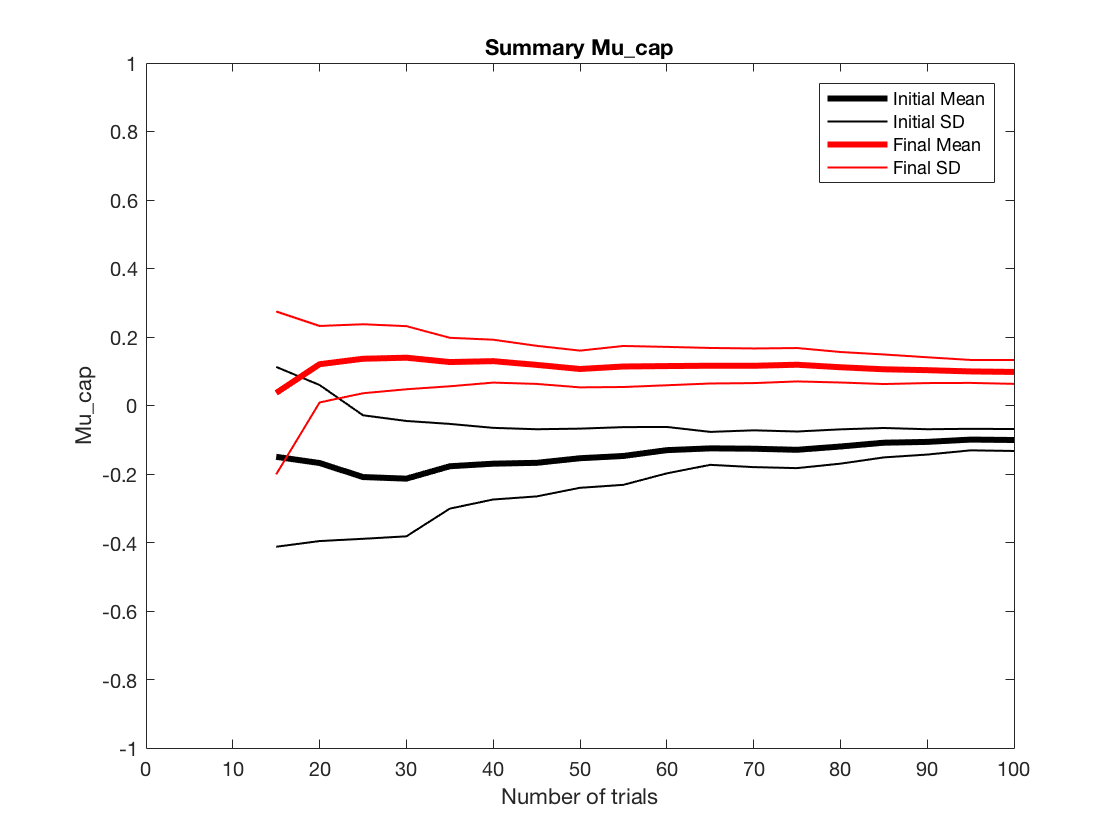 Summary Mu_cap
1
0.8
0.6
0.4
0.2
0
-0.2
-0.4
-0.6
-0.8
-1
Mu_cap
Initial Mean
Initial SD
Final Mean
Final SD
0 10 20 30 40 50 60 70 80 90 100
Number of trials